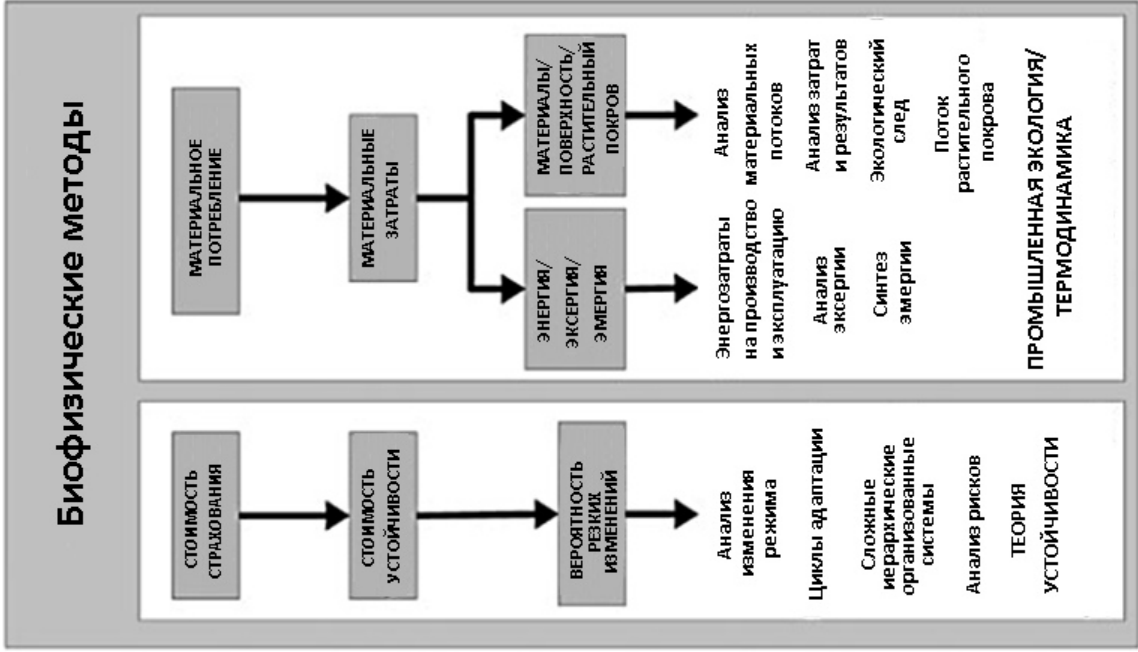 Биофизические методы
СТОИМОСТЬ
СТРАХОВАНИЯ
СТОИМОСТЬ
УСТОЙЧИВОСТИ
ВЕРОЯТНОСТЬ
РЕЗКИХ
ИЗМЕНЕНИЙ
Анализ
изменения
режима
Циклы адаптации
Сложные
иерархические
организованные
системы
Анализ рисков
ТЕОРИЯ
УСТОЙЧИВОСТИ
МАТЕРИАЛЬНОЕ
ПОТРЕБЛЕНИЕ
МАТЕРИАЛЬНЫЕ
ЗАТРАТЫ
ЭНЕРГИЯ/
ЭКСЕРГИЯ/
ЭМЕРГИЯ
Энергозатраты
на производство
и эксплуатацию
Анализ
эксергии
Синтез
эмергии
МАТЕРИАЛЫ/
ПОВЕРХНОСТЬ/
РАСТИТЕЛЬНЫЙ
ПОКРОВ
Анализ
материальных
потоков
Анализ затрат
и результатов
Экологический
след
Поток
растительного
покрова
ПРОМЫШЛЕННАЯ ЭКОЛОГИЯ/
ТЕРМОДИНАМИКА